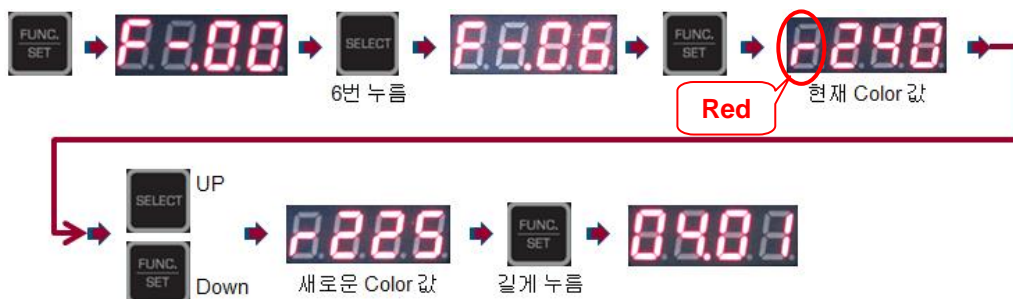 FUNC.
SET
F-.00
SELECT
6번 누름
F-.06
FUNC.
SET
r240
현재 Color 값
Red
SELECT
UP
FUNC.
SET
Down
r225
새로운 Color 값
FUNC.
SET
길게 누름
04.01